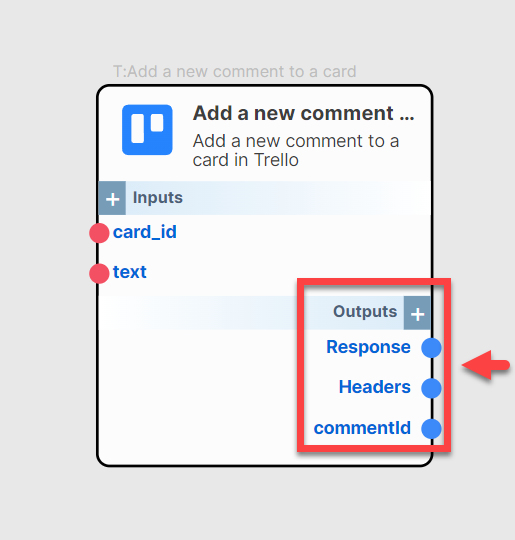 T:Add a new comment to a card
Add a new comment ...
Add a new comment to a
card in Trello
+ Inputs
card_id
text
Outputs +
Response
Headers
commentId